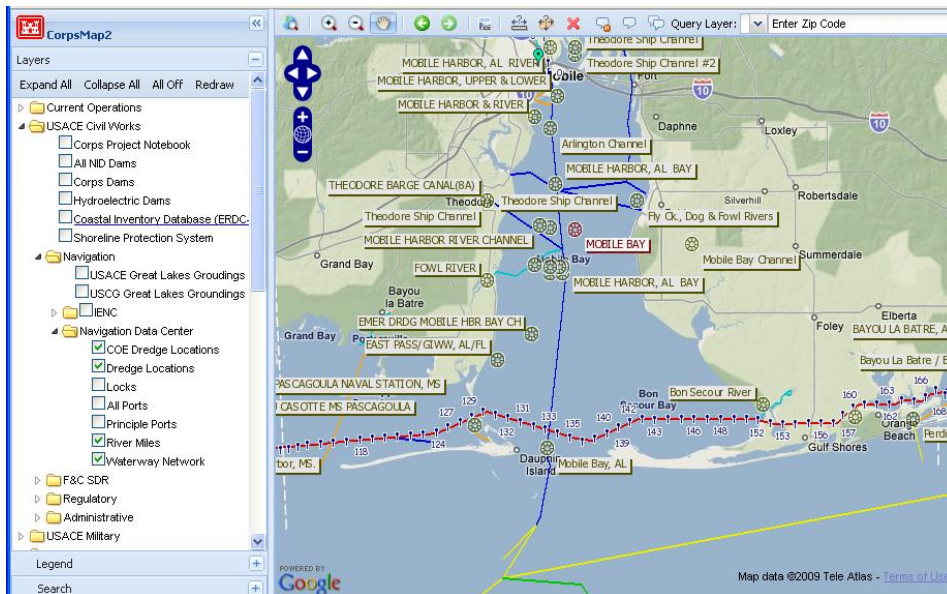 CorpsMap2
Layers
Expand All Collapse All All Off Redraw
Current Operations
USACE Civil Works
Corps Project Notebook
All NID Dams
Corps Dams
Hydroelectric Dams
Coastal Inventory Database (ERDC-
Shoreline Protection System
Navigation
USACE Great Lakes Groudings
USCG Great Lakes Groundings
IENC
Navigation Data Center
COE Dredge Locations
Dredge Locations
Locks
All Ports
Principle Ports
River Miles
Waterway Network
F&C SDR
Regulatory
Administrative
USACE Military
Legend
Search
Query Layer: Enter Zip Code
Theodore Ship Channel
MOBILE HARBOR, AL RIVER
Theodore Ship Channel #2
MOBILE HARBOR, UPPER & LOWER
10
MOBILE HARBOR & RIVER
10
10
Daphne
Loxley
Arlington Channel
MOBILE HARBOR, AL BAY
THEODORE BARGE CANAL(8A)
Silverhill
Robertsdale
Theodore Ship Channel
Theodore Ship Channel
Fly Ck., Dog & Fowl Rivers
MOBILE HARBOR RIVER CHANNEL
MOBILE BAY
Grand Bay
Summerdale
FOWL RIVER
Mobile Bay Channel
MOBILE HARBOR, AL BAY
Bayou la Batre
Elberta
EMER DRDG MOBILE HBR BAY CH
Foley
BAYOU LA BATRE, A
Grand Bay
EAST PASS/GIWW, AL/FL
Bayou La Batre / B
PASCAGOULA NAVAL STATION, MS
Bon Secour River
CASOTTE MS PASCAGOULA
Bon Secour Bay
129
127
131
133
140
142
160
163
166
118
124
132
135
139
143
146
148
152
153
156
157
162
168
Orange Beach
Gulf Shores
Perd
bor, MS.
Dauphin Island
Mobile Bay, AL
POWERED BY
Google
Map data ©2009 Tele Atlas - Terms of Use